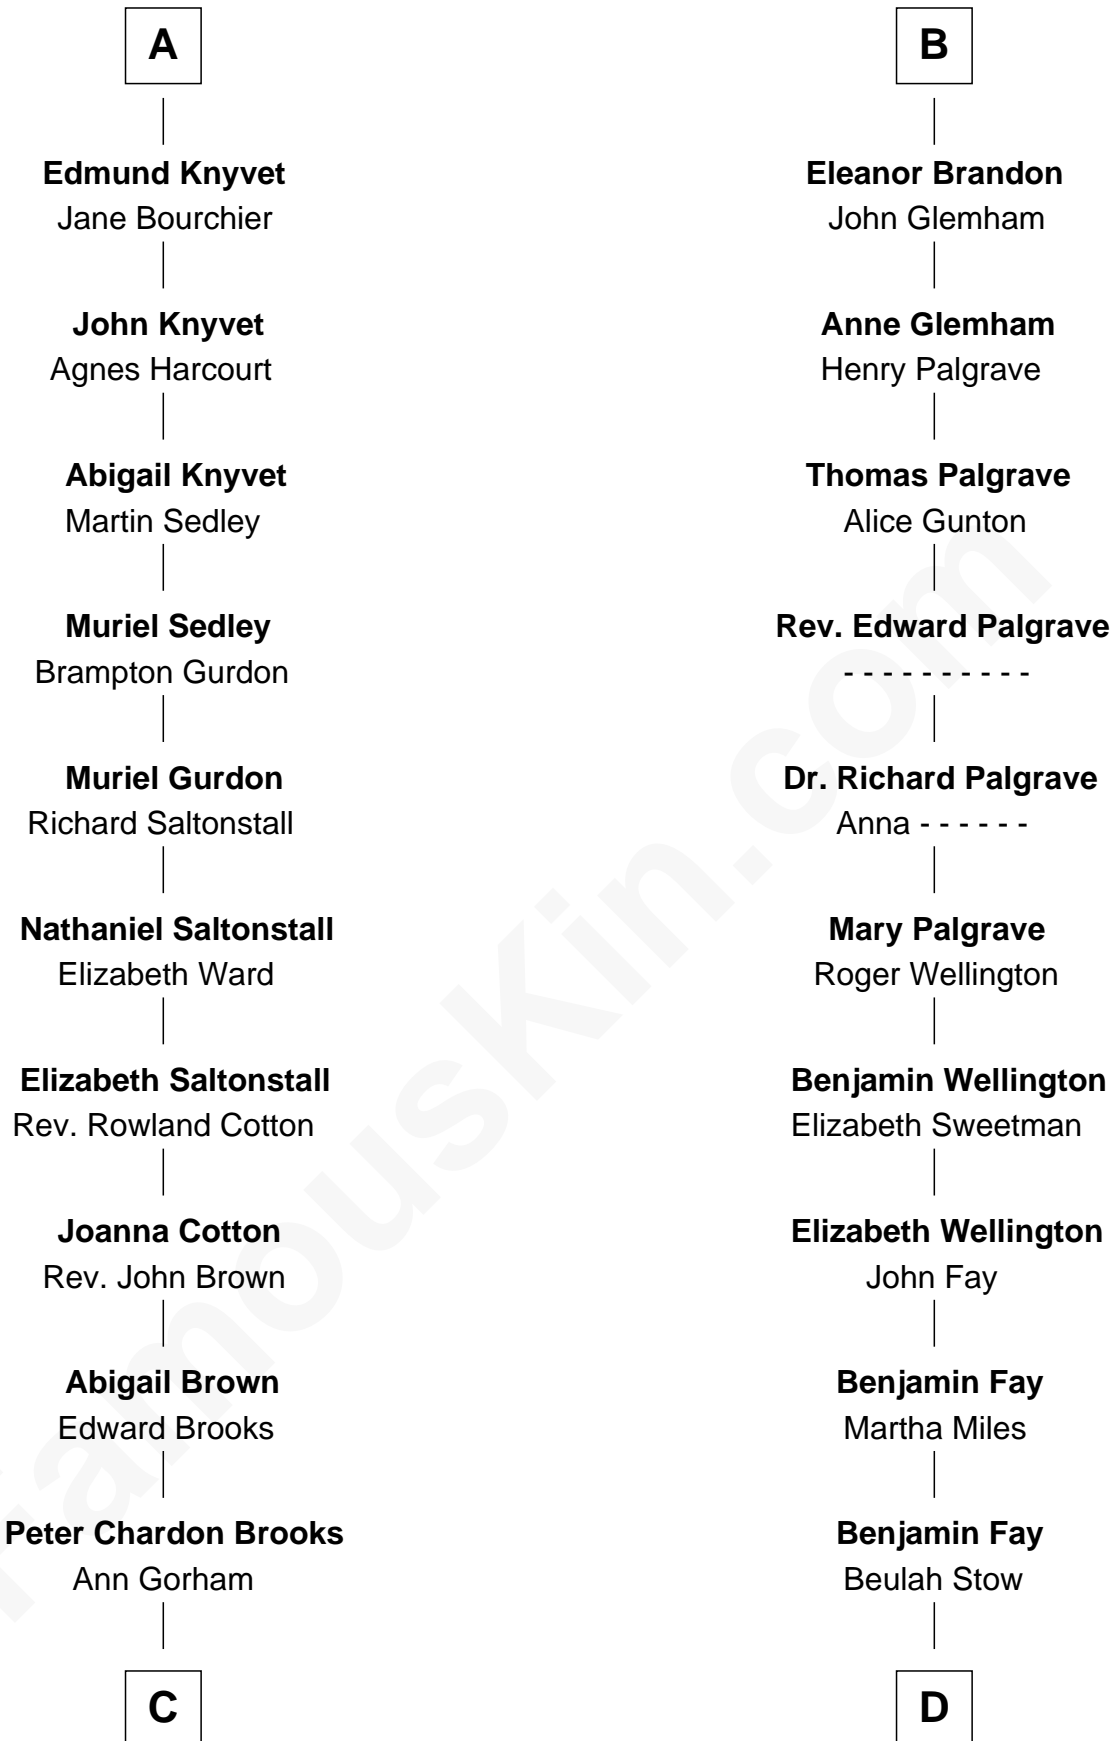 A
Edmund Knyvet
Jane Bourchier
John Knyvet
Agnes Harcourt
Abigail Knyvet
Martin Sedley
Muriel Sedley
Brampton Gurdon
Muriel Gurdon
Richard Saltonstall
Nathaniel Saltonstall
Elizabeth Ward
Elizabeth Saltonstall
Rev. Rowland Cotton
Joanna Cotton
Rev. John Brown
Abigail Brown
Edward Brooks
Peter Chardon Brooks
Ann Gorham
C
B
Eleanor Brandon
John Glemham
Anne Glemham
Henry Palgrave
Thomas Palgrave
Alice Gunton
Rev. Edward Palgrave
- - - - - - - - - -
Dr. Richard Palgrave
Anna - - - - - -
Mary Palgrave
Roger Wellington
Benjamin Wellington
Elizabeth Sweetman
Elizabeth Wellington
John Fay
Benjamin Fay
Martha Miles
Benjamin Fay
Beulah Stow
D
famouskin.com